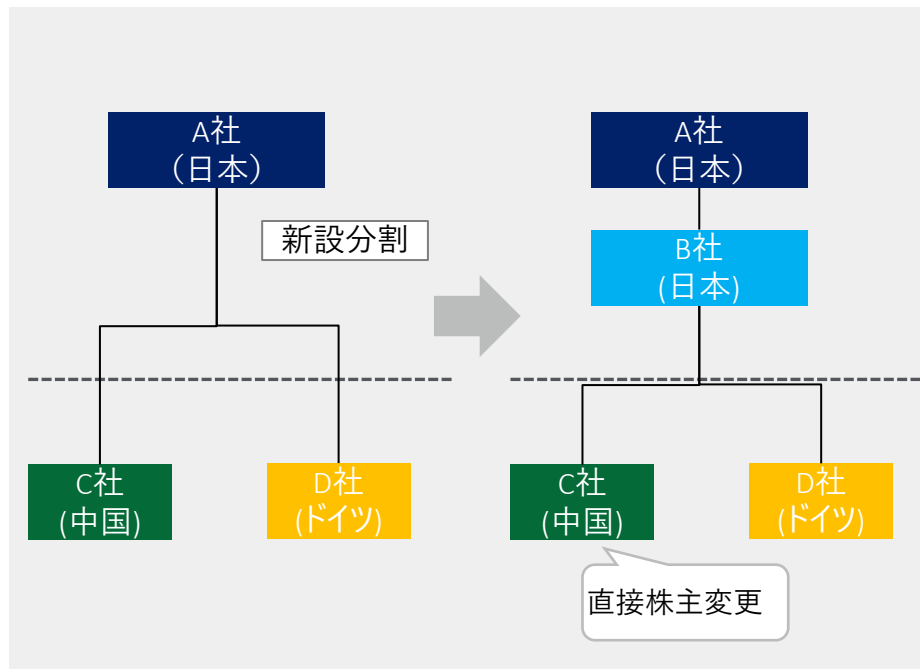 A社
（日本）
新設分割
C社
(中国)
D社
(ドイツ)
A社
（日本）
B社
(日本)
C社
(中国)
D社
(ドイツ)
直接株主変更